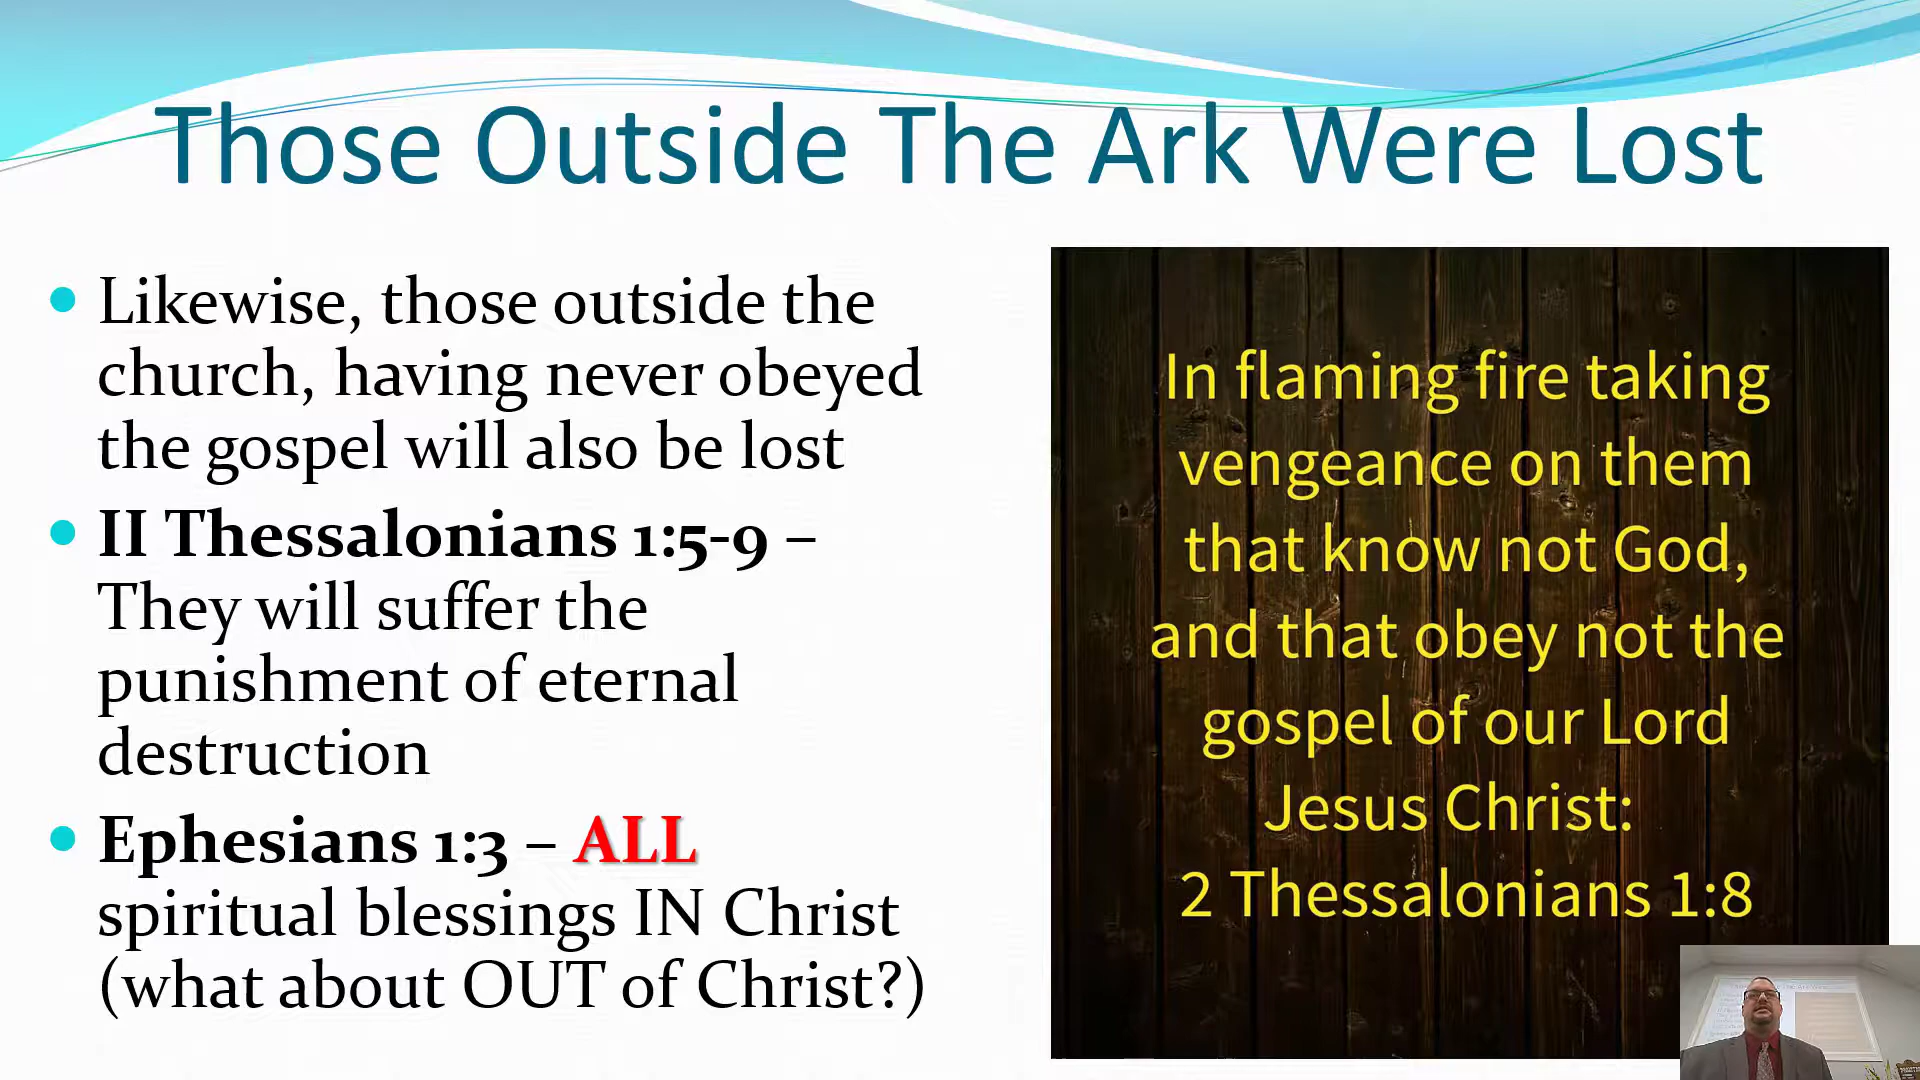 Those Outside The Ark Were Lost
Likewise, those outside the
church, having never obeyed
the gospel will also be lost
II Thessalonians 1:5-9 –
They will suffer the
punishment of eternal
destruction
Ephesians 1:3 – ALL
spiritual blessings IN Christ
(what about OUT of Christ?)
In flaming fire taking
vengeance on them
that know not God,
and that obey not the
gospel of our Lord
Jesus Christ:
2 Thessalonians 1:8